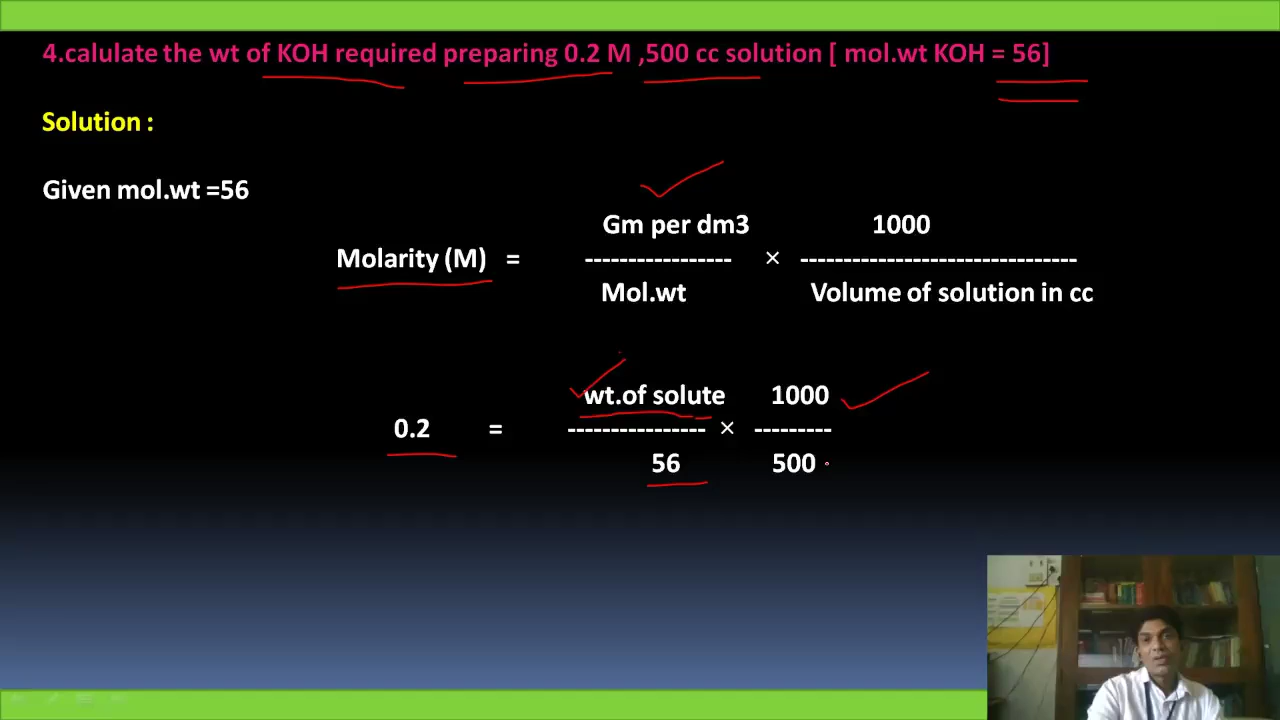 4.calulate the wt of KOH required preparing 0.2 M ,500 cc solution [ mol.wt KOH = 56]
Solution :
Given mol.wt =56
Gm per dm3 1000
Molarity (M) = ----------------- × -------------------------------
Mol.wt Volume of solution in cc
wt.of solute 1000
0.2 = ---------------- × ---------
56 500